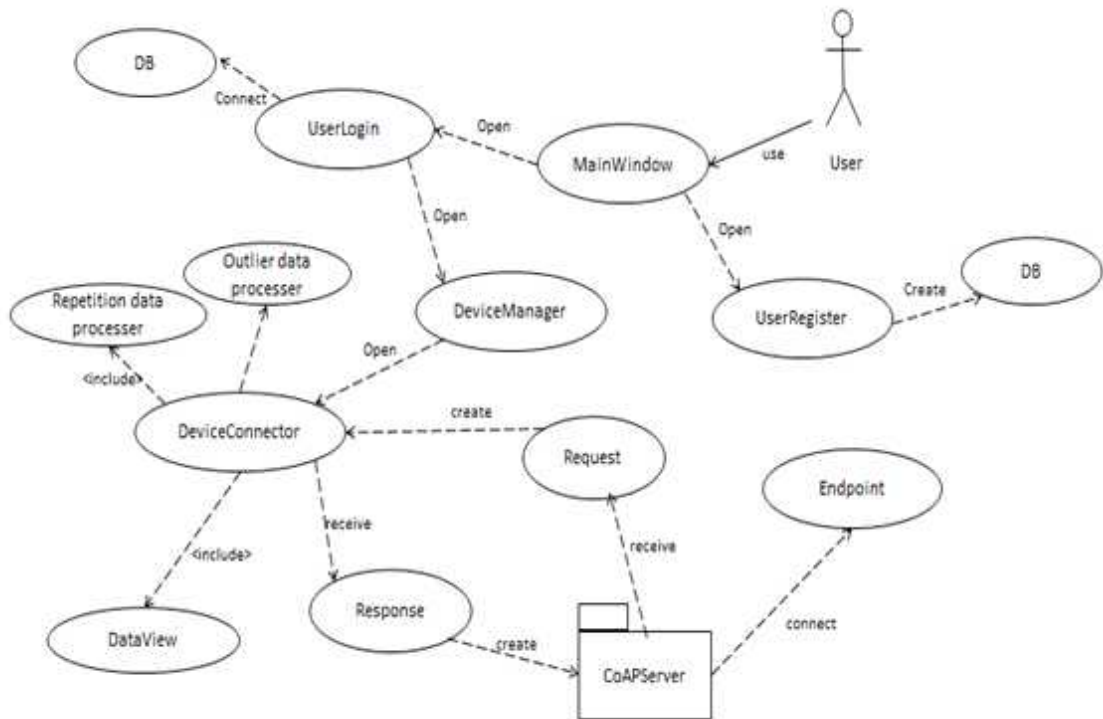 DB
Connect
UserLogin
Open
MainWindow
use
User
Open
Open
DB
Create
UserRegister
DeviceManager
Outlier data
processer
Repetition data
processer
Open
<include>
DeviceConnector
create
Request
Endpoint
receive
receive
<include>
Response
connect
DataView
create
CoAPServer